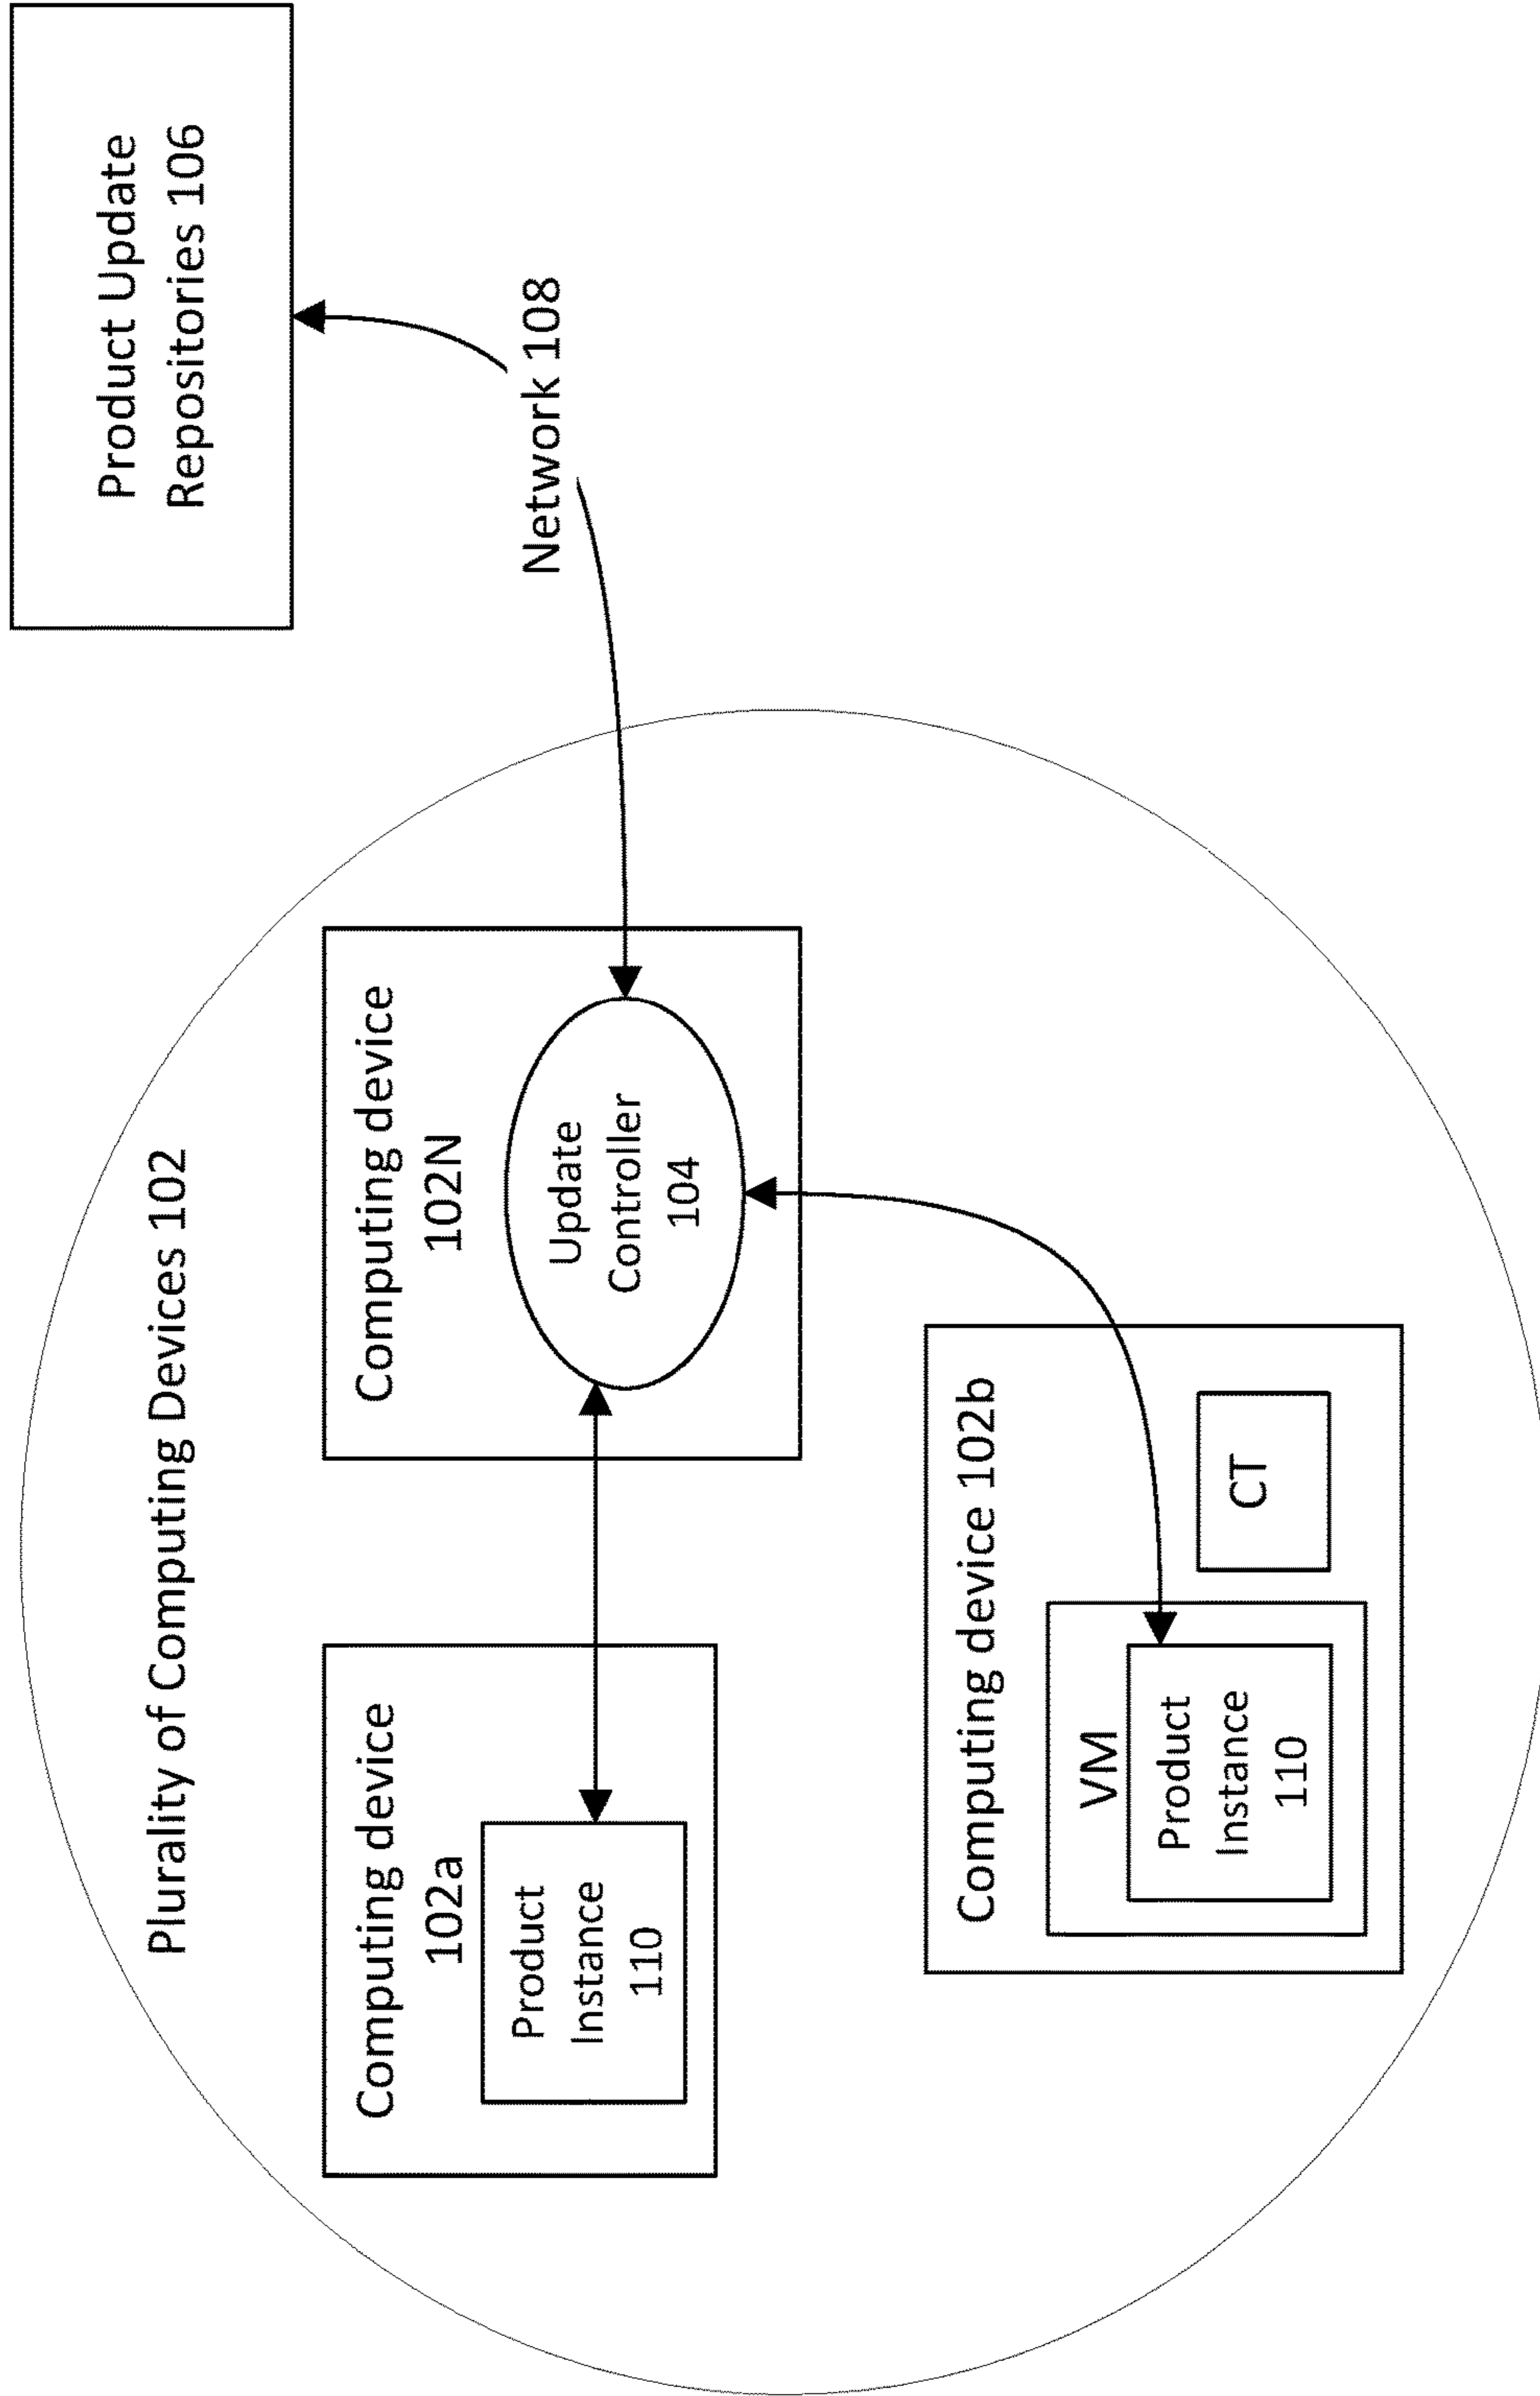 Product Update
Repositories 106
Network 108
Plurality of Computing Devices 102
Computing device
102a
Product
Instance
110
Computing device
102N
Update
Controller
104
Computing device 102b
VM
Product
Instance
110
CT